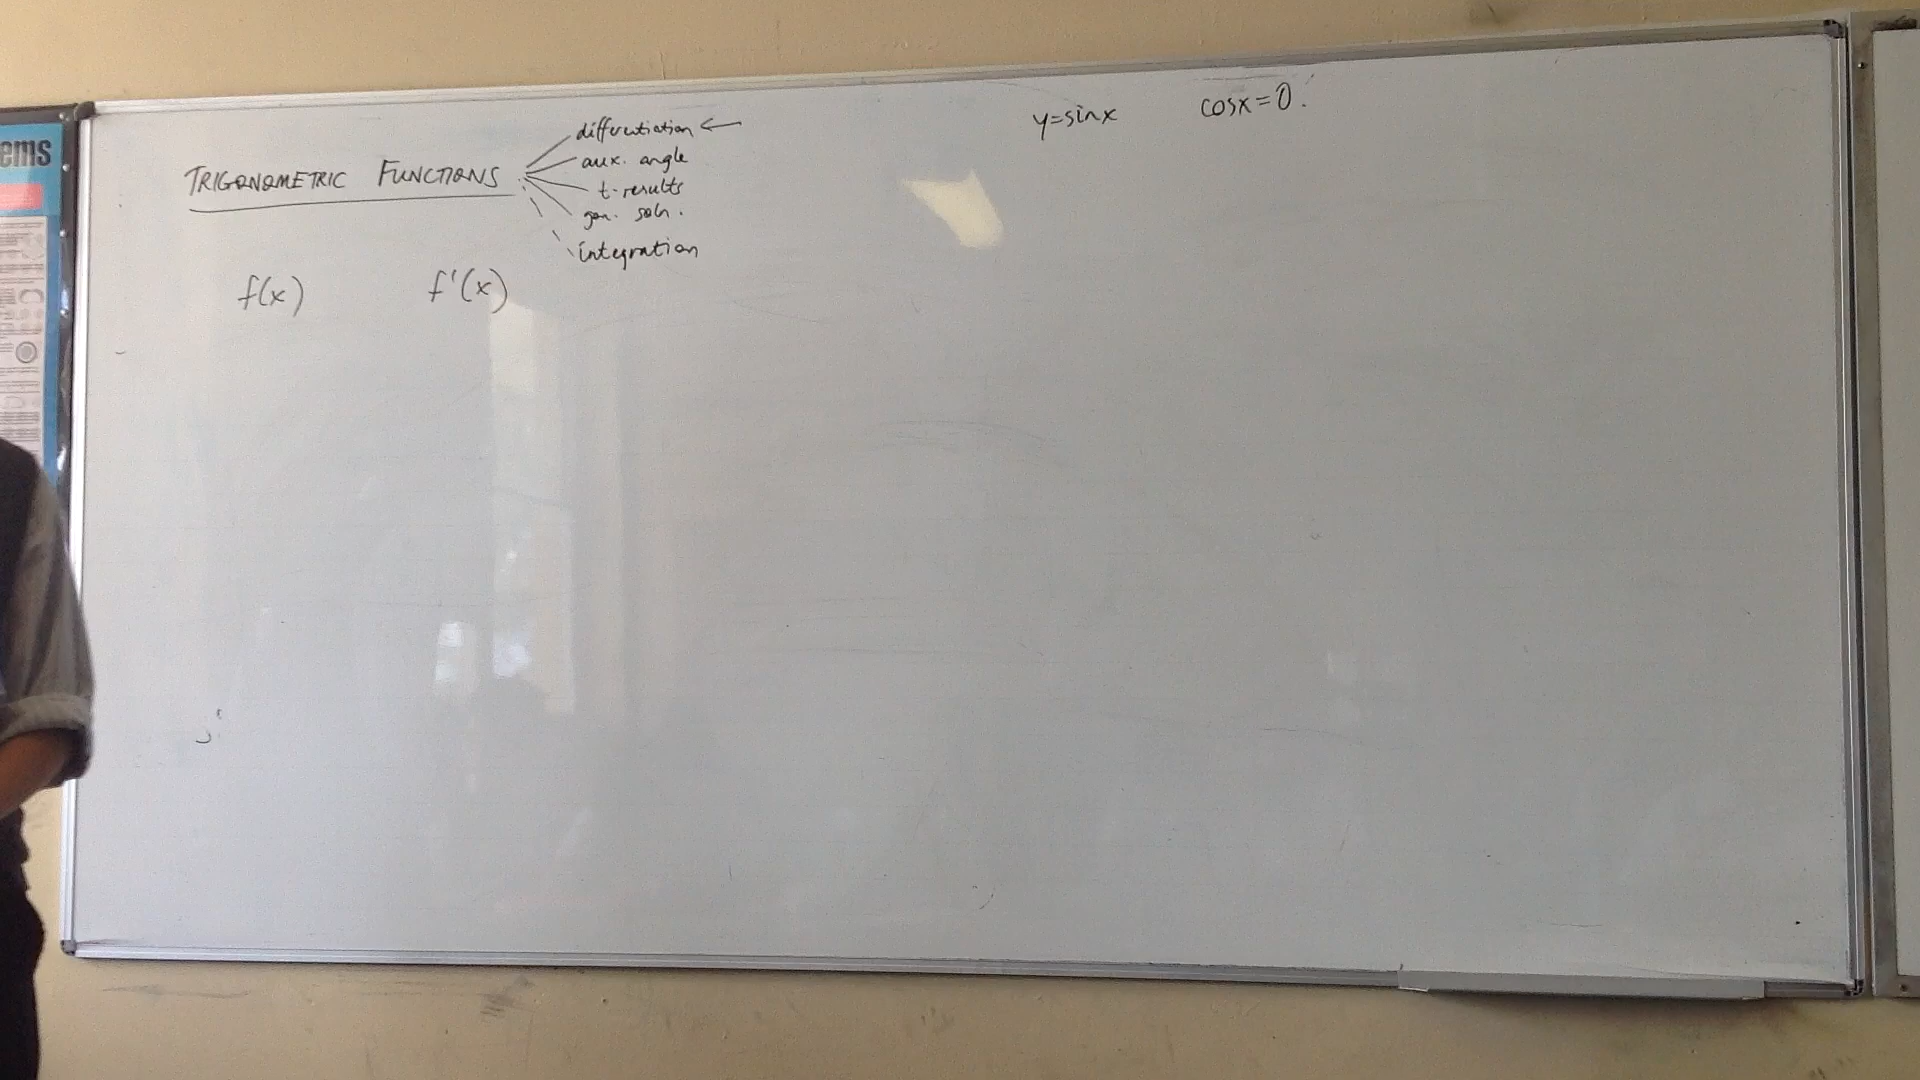 ems
TRIGONOMETRIC FUNCTIONS
differentiation ←
aux. angle
t-results
gen. soln.
integration
y=sinx cosx=0.
f(x) f'(x)